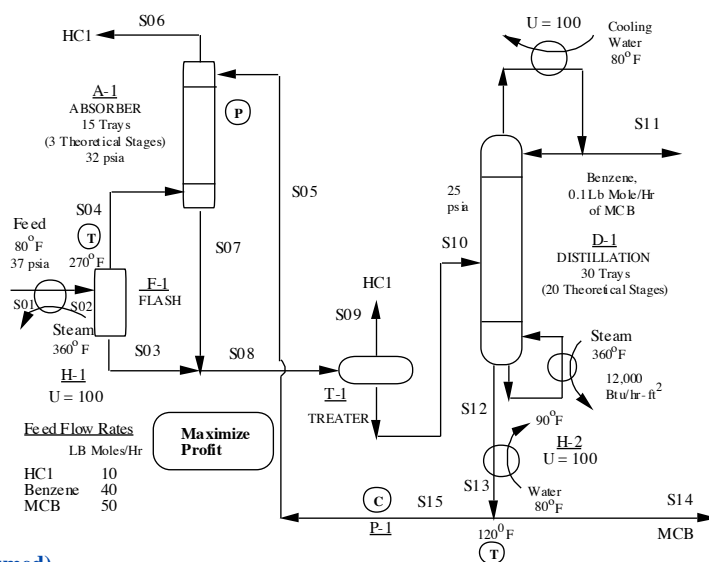 S06
HC1
A-1
ABSORBER
15 Trays
(3 Theoretical Stages)
32 psia
P
S04
T
270°F
Feed
80°F
37 psia
S01
S02
F-1
FLASH
Steam
360°F
S03
H-1
U = 100
S07
S05
S08
HC1
S09
T-1
TREATER
S10
U = 100
Cooling
Water
80°F
S11
Benzene,
0.1 Lb Mole/Hr
of MCB
25
psia
D-1
DISTILLATION
30 Trays
(20 Theoretical Stages)
Steam
360°F
12,000
Btu/hr-ft²
S12
90°F
H-2
U = 100
S13
Water
80°F
S14
MCB
120°F
T
S15
C
P-1
Feed Flow Rates
LB Moles/Hr
HC1 10
Benzene 40
MCB 50
Maximize
Profit